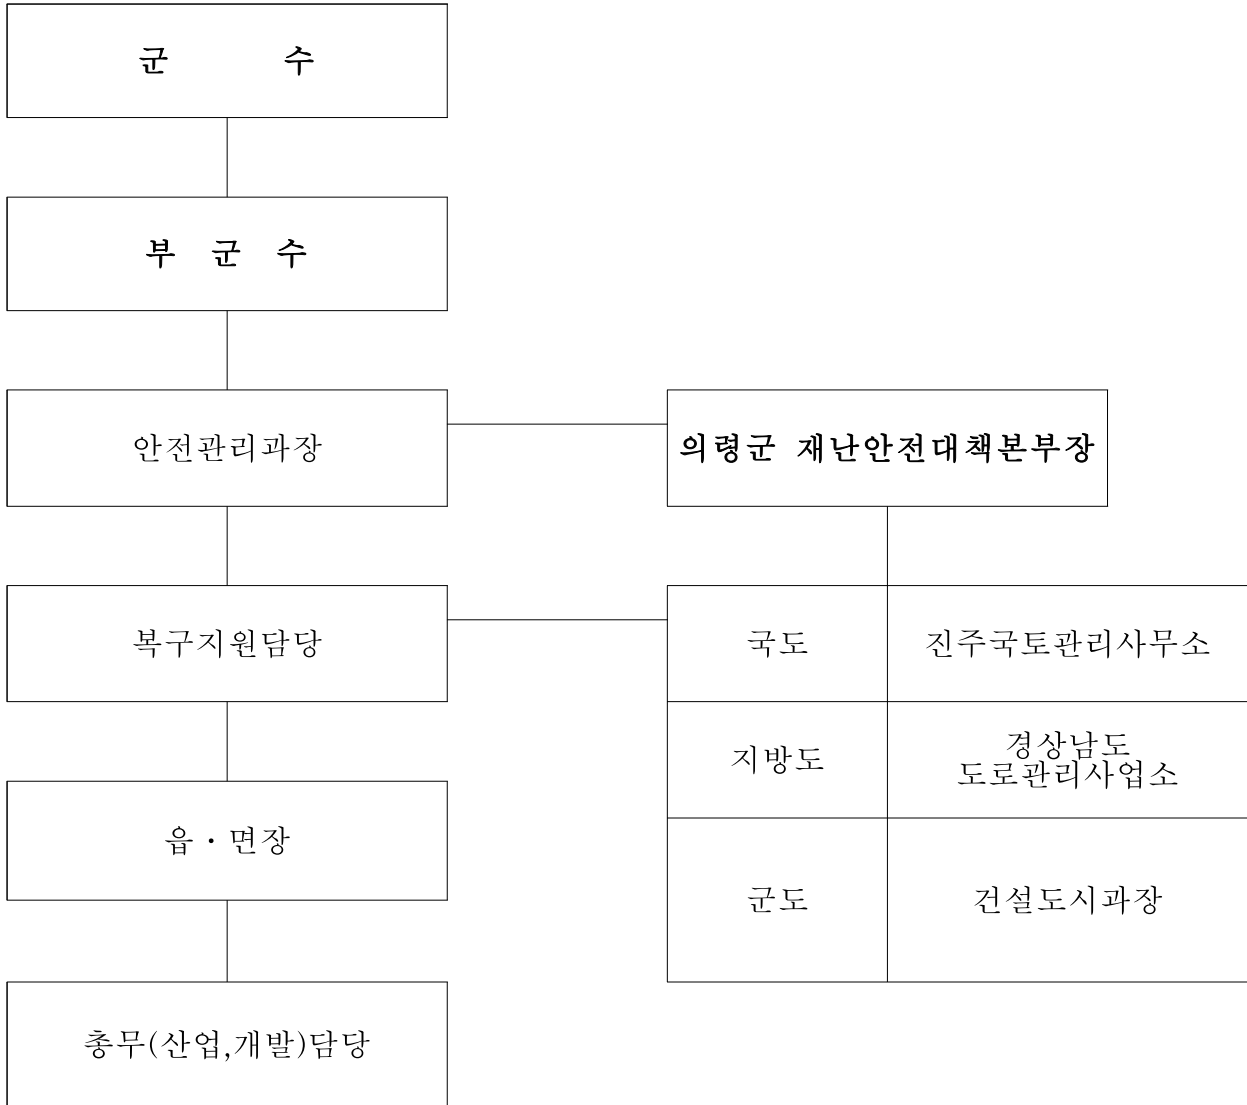 군 수
부 군 수
안전관리과장
의령군 재난안전대책본부장
복구지원담당
국도
진주국토관리사무소
지방도
경상남도
도로관리사업소
읍·면장
군도
건설도시과장
총무(산업,개발)담당